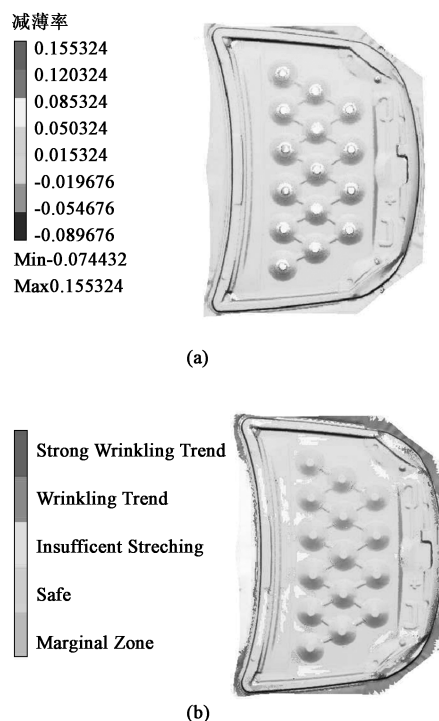 减薄率
0.155324
0.120324
0.085324
0.050324
0.015324
-0.019676
-0.054676
-0.089676
Min-0.074432
Max0.155324
(a)
Strong Wrinkling Trend
Wrinkling Trend
Insufficent Streching
Safe
Marginal Zone
(b)